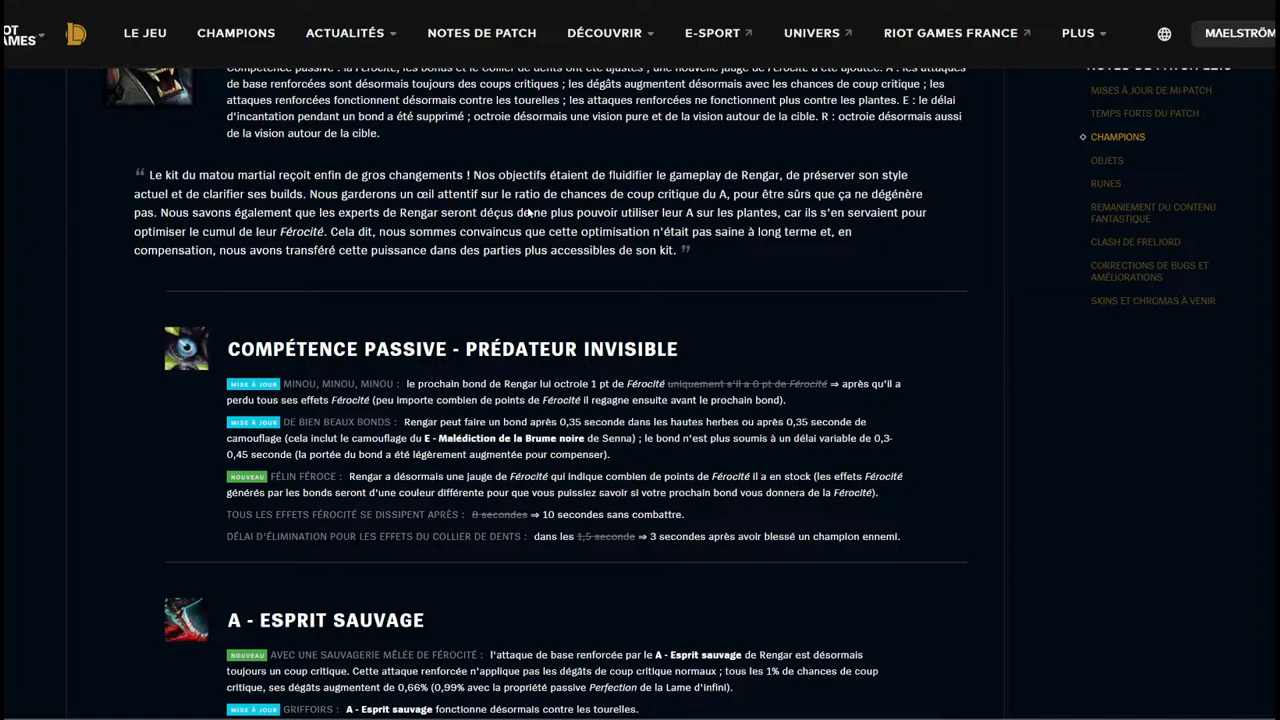 OT
AMES
LE JEU
CHAMPIONS
ACTUALITÉS
NOTES DE PATCH
DÉCOUVRIR
E-SPORT
UNIVERS
RIOT GAMES FRANCE
PLUS
MAELSTRÖM
Compétence passive : la Férocité, les bonds et le Collier de dents ont été ajustés ; une nouvelle jauge de Férocité a été ajoutée. A : les attaques
de base renforcées sont désormais toujours des coups critiques ; les dégâts augmentent désormais avec les chances de coup critique ; les
attaques renforcées fonctionnent désormais contre les tourelles ; les attaques renforcées ne fonctionnent plus contre les plantes. E : le délai
d'incantation pendant un bond a été supprimé ; octroie désormais une vision pure et de la vision autour de la cible. R : octroie désormais aussi
de la vision autour de la cible.
“ Le kit du matou martial reçoit enfin de gros changements ! Nos objectifs étaient de fluidifier le gameplay de Rengar, de préserver son style
actuel et de clarifier ses builds. Nous garderons un œil attentif sur le ratio de chances de coup critique du A, pour être sûrs que ça ne dégénère
pas. Nous savons également que les experts de Rengar seront déçus de ne plus pouvoir utiliser leur A sur les plantes, car ils s'en servaient pour
optimiser le cumul de leur Férocité. Cela dit, nous sommes convaincus que cette optimisation n'était pas saine à long terme et, en
compensation, nous avons transféré cette puissance dans des parties plus accessibles de son kit. ”
COMPÉTENCE PASSIVE - PRÉDATEUR INVISIBLE
MISE À JOUR MINOU, MINOU, MINOU : le prochain bond de Rengar lui octroie 1 pt de Férocité uniquement s'il a 0 pt de Férocité ⇒ après qu'il a
perdu tous ses effets Férocité (peu importe combien de points de Férocité il regagne ensuite avant le prochain bond).
MISE À JOUR DE BIEN BEAUX BONDS : Rengar peut faire un bond après 0,35 seconde dans les hautes herbes ou après 0,35 seconde de
camouflage (cela inclut le camouflage du E - Malédiction de la Brume noire de Senna) ; le bond n'est plus soumis à un délai variable de 0,3-
0,45 seconde (la portée du bond a été légèrement augmentée pour compenser).
NOUVEAU FÉLIN FÉROCE : Rengar a désormais une jauge de Férocité qui indique combien de points de Férocité il a en stock (les effets Férocité
générés par les bonds seront d'une couleur différente pour que vous puissiez savoir si votre prochain bond vous donnera de la Férocité).
TOUS LES EFFETS FÉROCITÉ SE DISSIPENT APRÈS : 8 secondes ⇒ 10 secondes sans combattre.
DÉLAI D'ÉLIMINATION POUR LES EFFETS DU COLLIER DE DENTS : dans les 1,5 seconde ⇒ 3 secondes après avoir blessé un champion ennemi.
A - ESPRIT SAUVAGE
NOUVEAU AVEC UNE SAUVAGERIE MÊLÉE DE FÉROCITÉ : l'attaque de base renforcée par le A - Esprit sauvage de Rengar est désormais
toujours un coup critique. Cette attaque renforcée n'applique pas les dégâts de coup critique normaux ; tous les 1% de chances de coup
critique, ses dégâts augmentent de 0,66% (0,99% avec la propriété passive Perfection de la Lame d'infini).
MISE À JOUR GRIFFOIRS : A - Esprit sauvage fonctionne désormais contre les tourelles.
MISES À JOUR DE MI-PATCH
TEMPS FORTS DU PATCH
CHAMPIONS
OBJETS
RUNES
REMANIEMENT DU CONTENU
FANTASTIQUE
CLASH DE FRELJORD
CORRECTIONS DE BUGS ET
AMÉLIORATIONS
SKINS ET CHROMAS À VENIR